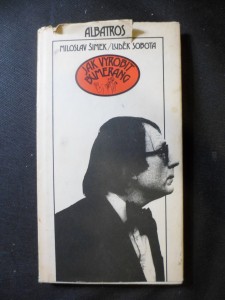 ALBATROS
MILOSLAV ŠIMEK / LUDĚK SOBOTA
JAK VYROBIT
BUMERANG